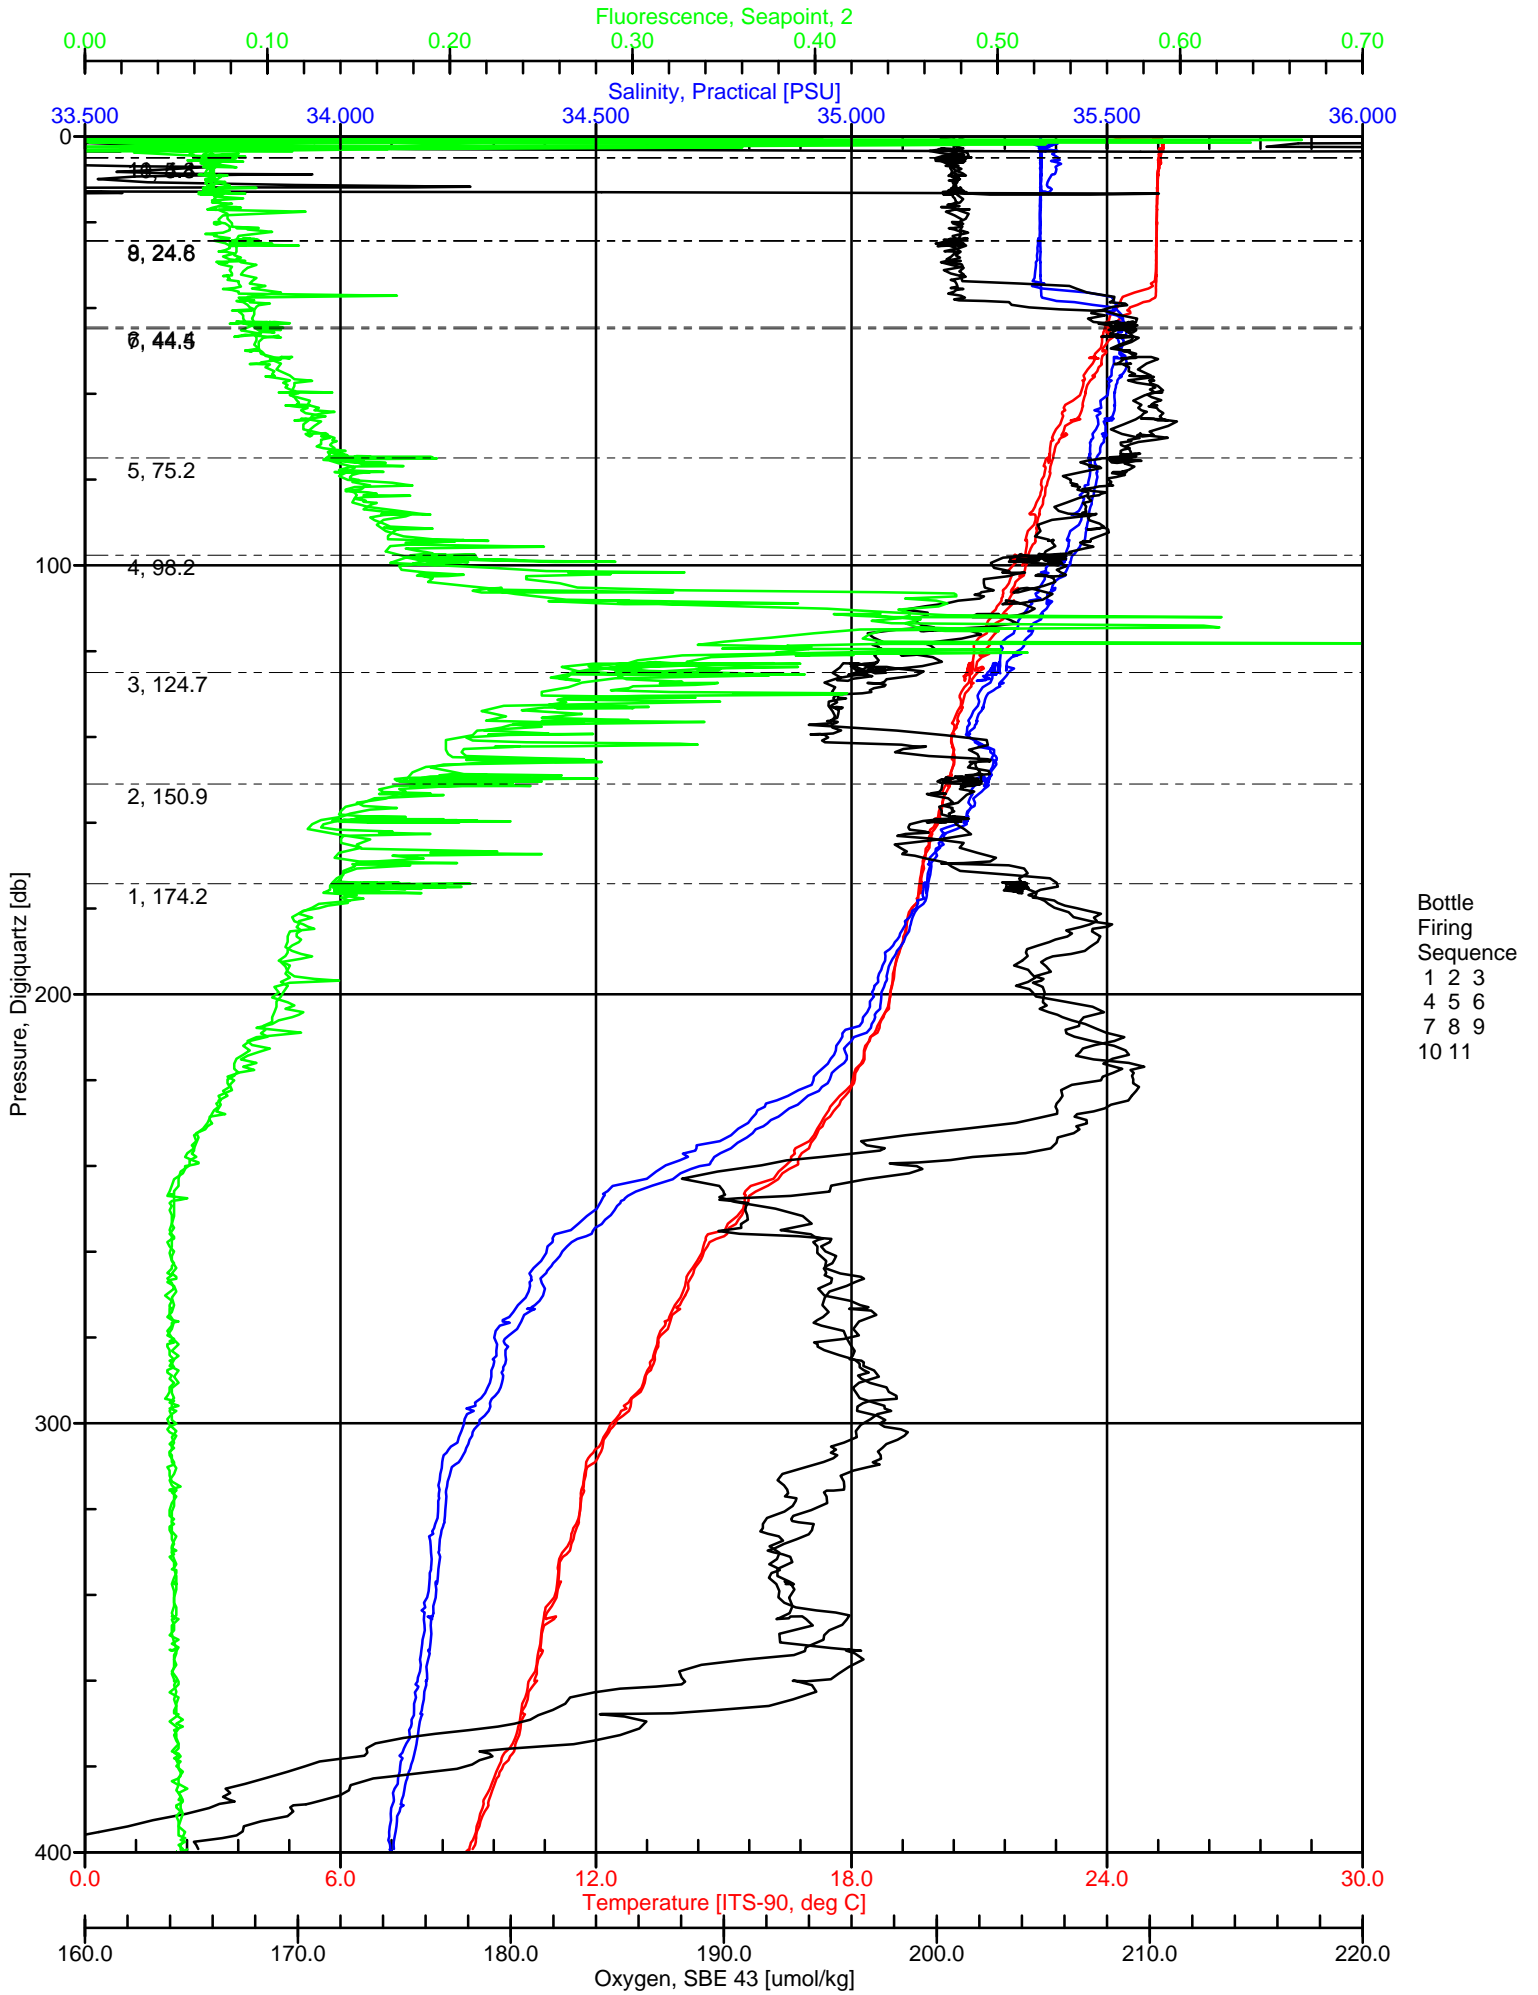 Fluorescence, Seapoint, 2
0.00 0.10 0.20 0.30 0.40 0.50 0.60 0.70
Salinity, Practical [PSU]
33.500 34.000 34.500 35.000 35.500 36.000
0
9, 24.6
5, 75.2
100
4, 98.2
3, 124.7
2, 150.9
1, 174.2
200
300
400
Pressure, Digiquartz [db]
Bottle
Firing
Sequence
1 2 3
4 5 6
7 8 9
10 11
0.0 6.0 12.0 18.0 24.0 30.0
Temperature [ITS-90, deg C]
160.0 170.0 180.0 190.0 200.0 210.0 220.0
Oxygen, SBE 43 [umol/kg]